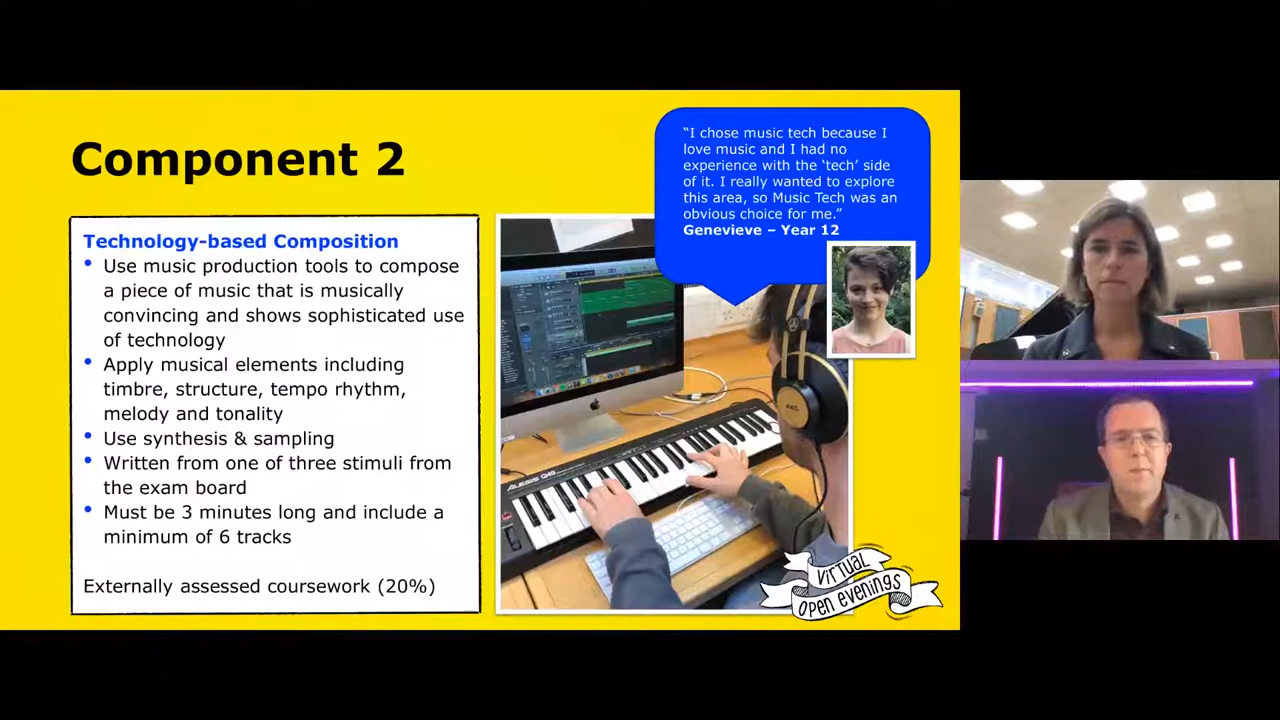 Component 2
"I chose music tech because I
love music and I had no
experience with the 'tech' side
of it. I really wanted to explore
this area, so Music Tech was an
obvious choice for me."
Genevieve – Year 12
Technology-based Composition
• Use music production tools to compose
a piece of music that is musically
convincing and shows sophisticated use
of technology
• Apply musical elements including
timbre, structure, tempo rhythm,
melody and tonality
• Use synthesis & sampling
• Written from one of three stimuli from
the exam board
• Must be 3 minutes long and include a
minimum of 6 tracks
Externally assessed coursework (20%)
ALESIS Q49
AKG
VIRTUAL
OPEN EVENINGS